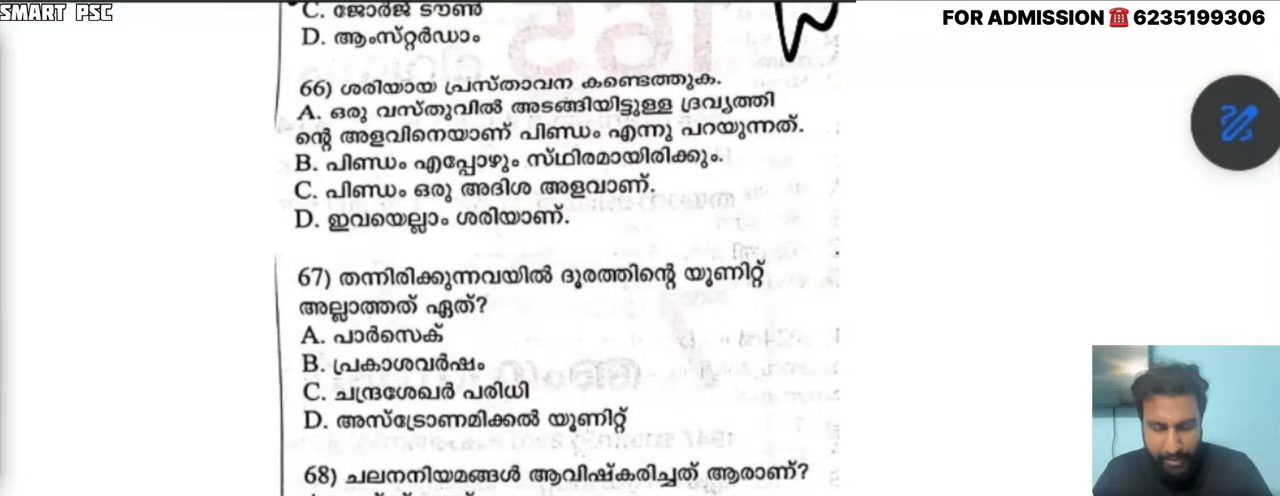 SMART PSC
FOR ADMISSION ☎️ 6235199306
C. ജോർജ് ടൗൺ
D. ആംസ്റ്റർഡാം
66) ശരിയായ പ്രസ്താവന കണ്ടെത്തുക.
A. ഒരു വസ്തുവിൽ അടങ്ങിയിട്ടുള്ള ദ്രവ്യത്തി
ന്റെ അളവിനെയാണ് പിണ്ഡം എന്നു പറയുന്നത്.
B. പിണ്ഡം എപ്പോഴും സ്ഥിരമായിരിക്കും.
C. പിണ്ഡം ഒരു അദിശ അളവാണ്.
D. ഇവയെല്ലാം ശരിയാണ്.
67) തന്നിരിക്കുന്നവയിൽ ദൂരത്തിന്റെ യൂണിറ്റ്
അല്ലാത്തത് ഏത്?
A. പാർസെക്
B. പ്രകാശവർഷം
C. ചന്ദ്രശേഖർ പരിധി
D. അസ്ട്രോണമിക്കൽ യൂണിറ്റ്
68) ചലനനിയമങ്ങൾ ആവിഷ്കരിച്ചത് ആരാണ്?